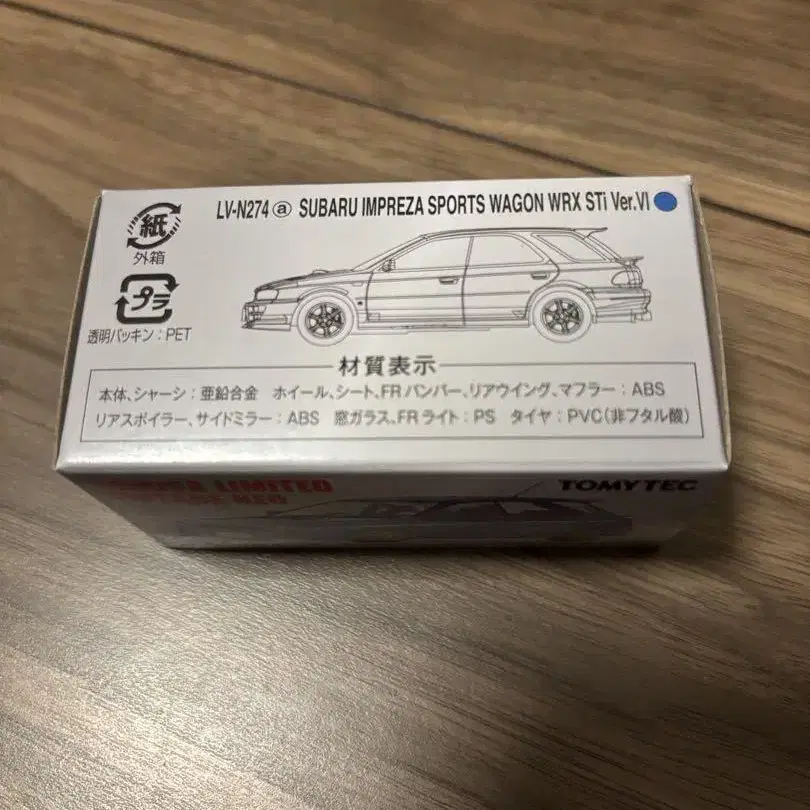 LV-N274 ⓐ SUBARU IMPREZA SPORTS WAGON WRX STi Ver.VI
紙
外箱
プラ
透明パッキン：PET
材質表示
本体、シャーシ：亜鉛合金 ホイール、シート、FRバンパー、リアウイング、マフラー：ABS
リアスポイラー、サイドミラー：ABS 窓ガラス、FRライト：PS タイヤ：PVC（非フタル酸）
LIMITED
TOMYTEC